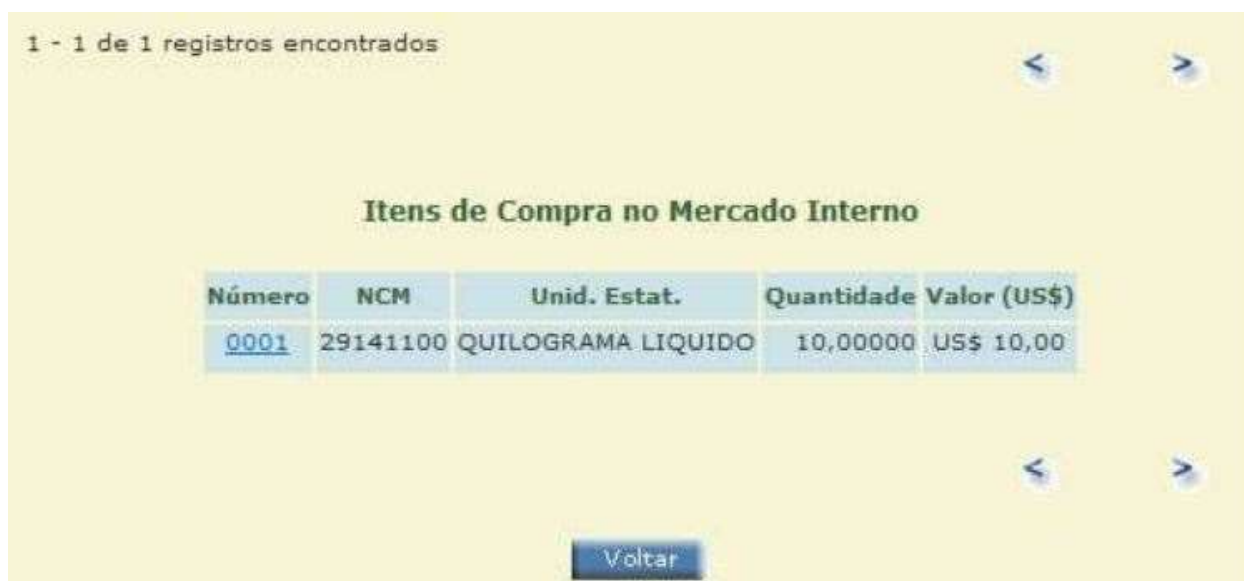 1 - 1 de 1 registros encontrados
< >
Itens de Compra no Mercado Interno
Número NCM Unid. Estat. Quantidade Valor (US$)
0001 29141100 QUILOGRAMA LIQUIDO 10,00000 US$ 10,00
< >
Voltar